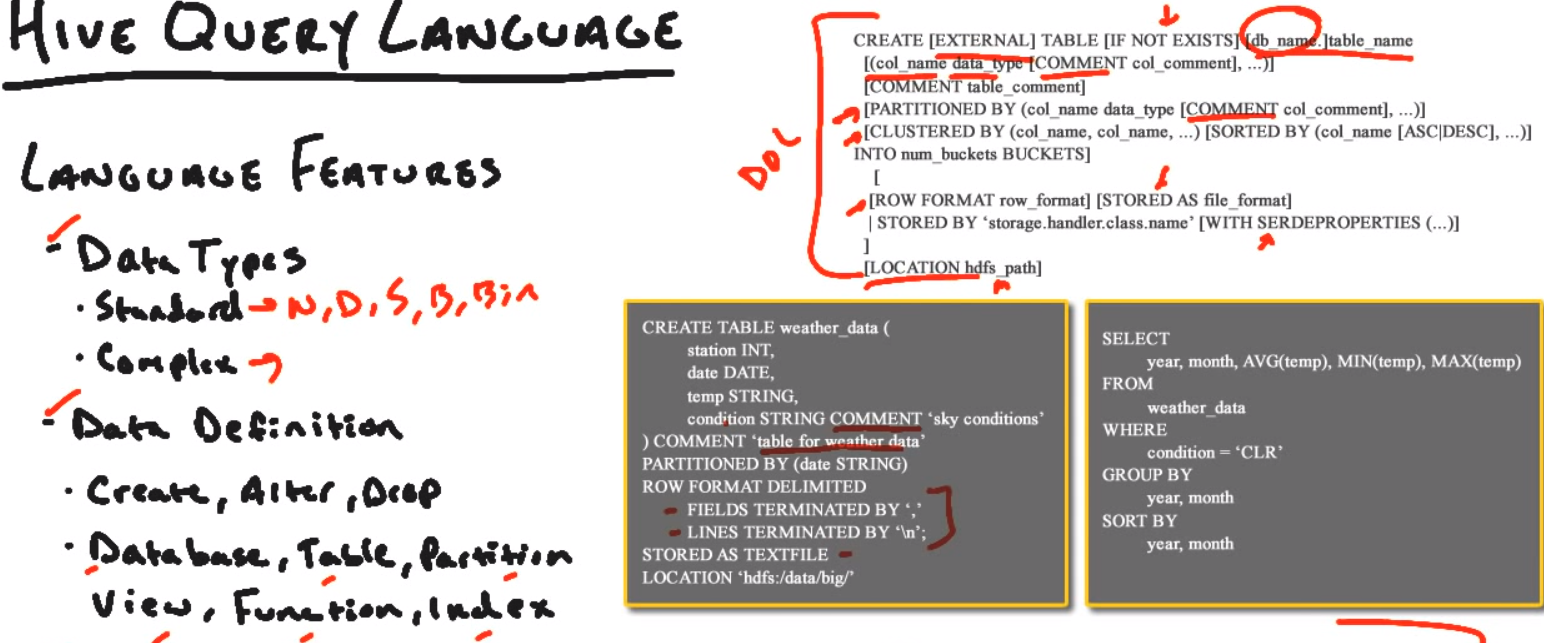 HIVE QUERY LANGUAGE
LANGUAGE FEATURES
- Data Types
· Standard → N, D, S, B, Bin
· Complex →
- Data Definition
· Create, Alter, Drop
· Database, Table, Partition
View, Function, Index
DDL
CREATE [EXTERNAL] TABLE [IF NOT EXISTS] [db_name.]table_name
[(col_name data_type [COMMENT col_comment], ...)]
[COMMENT table_comment]
[PARTITIONED BY (col_name data_type [COMMENT col_comment], ...)]
[CLUSTERED BY (col_name, col_name, ...) [SORTED BY (col_name [ASC|DESC], ...)]
INTO num_buckets BUCKETS]
[
[ROW FORMAT row_format] [STORED AS file_format]
| STORED BY ‘storage.handler.class.name’ [WITH SERDEPROPERTIES (...)]
]
[LOCATION hdfs_path]
CREATE TABLE weather_data (
station INT,
date DATE,
temp STRING,
condition STRING COMMENT ‘sky conditions’
) COMMENT ‘table for weather data’
PARTITIONED BY (date STRING)
ROW FORMAT DELIMITED
FIELDS TERMINATED BY ‘,’
LINES TERMINATED BY ‘\n’;
STORED AS TEXTFILE
LOCATION ‘hdfs:/data/big/’
SELECT
year, month, AVG(temp), MIN(temp), MAX(temp)
FROM
weather_data
WHERE
condition = ‘CLR’
GROUP BY
year, month
SORT BY
year, month